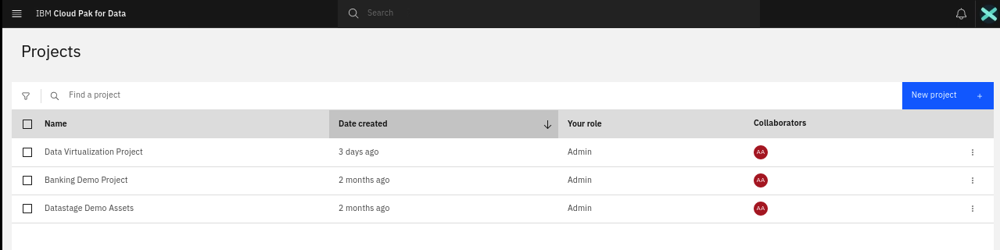 IBM Cloud Pak for Data
Search
Projects
Find a project
New project +
Name Date created Your role Collaborators
Data Virtualization Project 3 days ago Admin AA
Banking Demo Project 2 months ago Admin AA
Datastage Demo Assets 2 months ago Admin AA